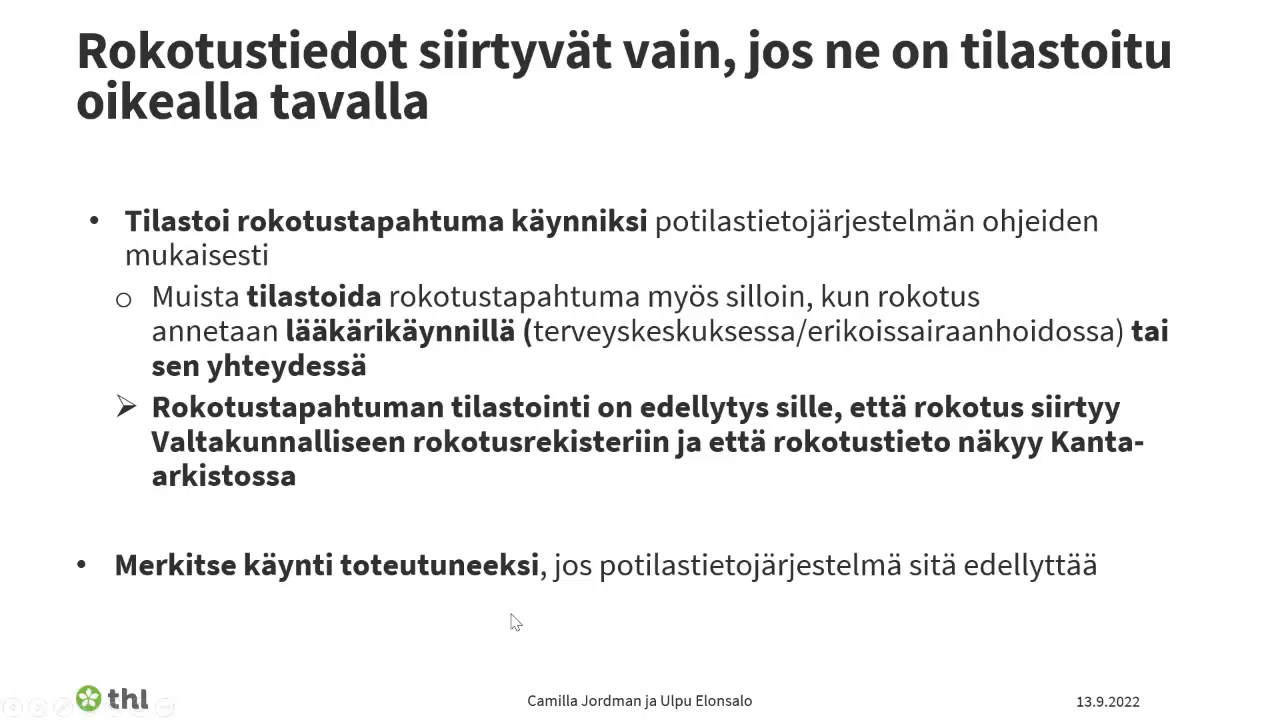 Rokotustiedot siirtyvät vain, jos ne on tilastoitu
oikealla tavalla
• Tilastoi rokotustapahtuma käynniksi potilastietojärjestelmän ohjeiden
mukaisesti
o Muista tilastoida rokotustapahtuma myös silloin, kun rokotus
annetaan lääkärikäynnillä (terveyskeskuksessa/erikoissairaanhoidossa) tai
sen yhteydessä
➢ Rokotustapahtuman tilastointi on edellytys sille, että rokotus siirtyy
Valtakunnalliseen rokotusrekisteriin ja että rokotustieto näkyy Kanta-
arkistossa
• Merkitse käynti toteutuneeksi, jos potilastietojärjestelmä sitä edellyttää
thl
Camilla Jordman ja Ulpu Elonsalo
13.9.2022